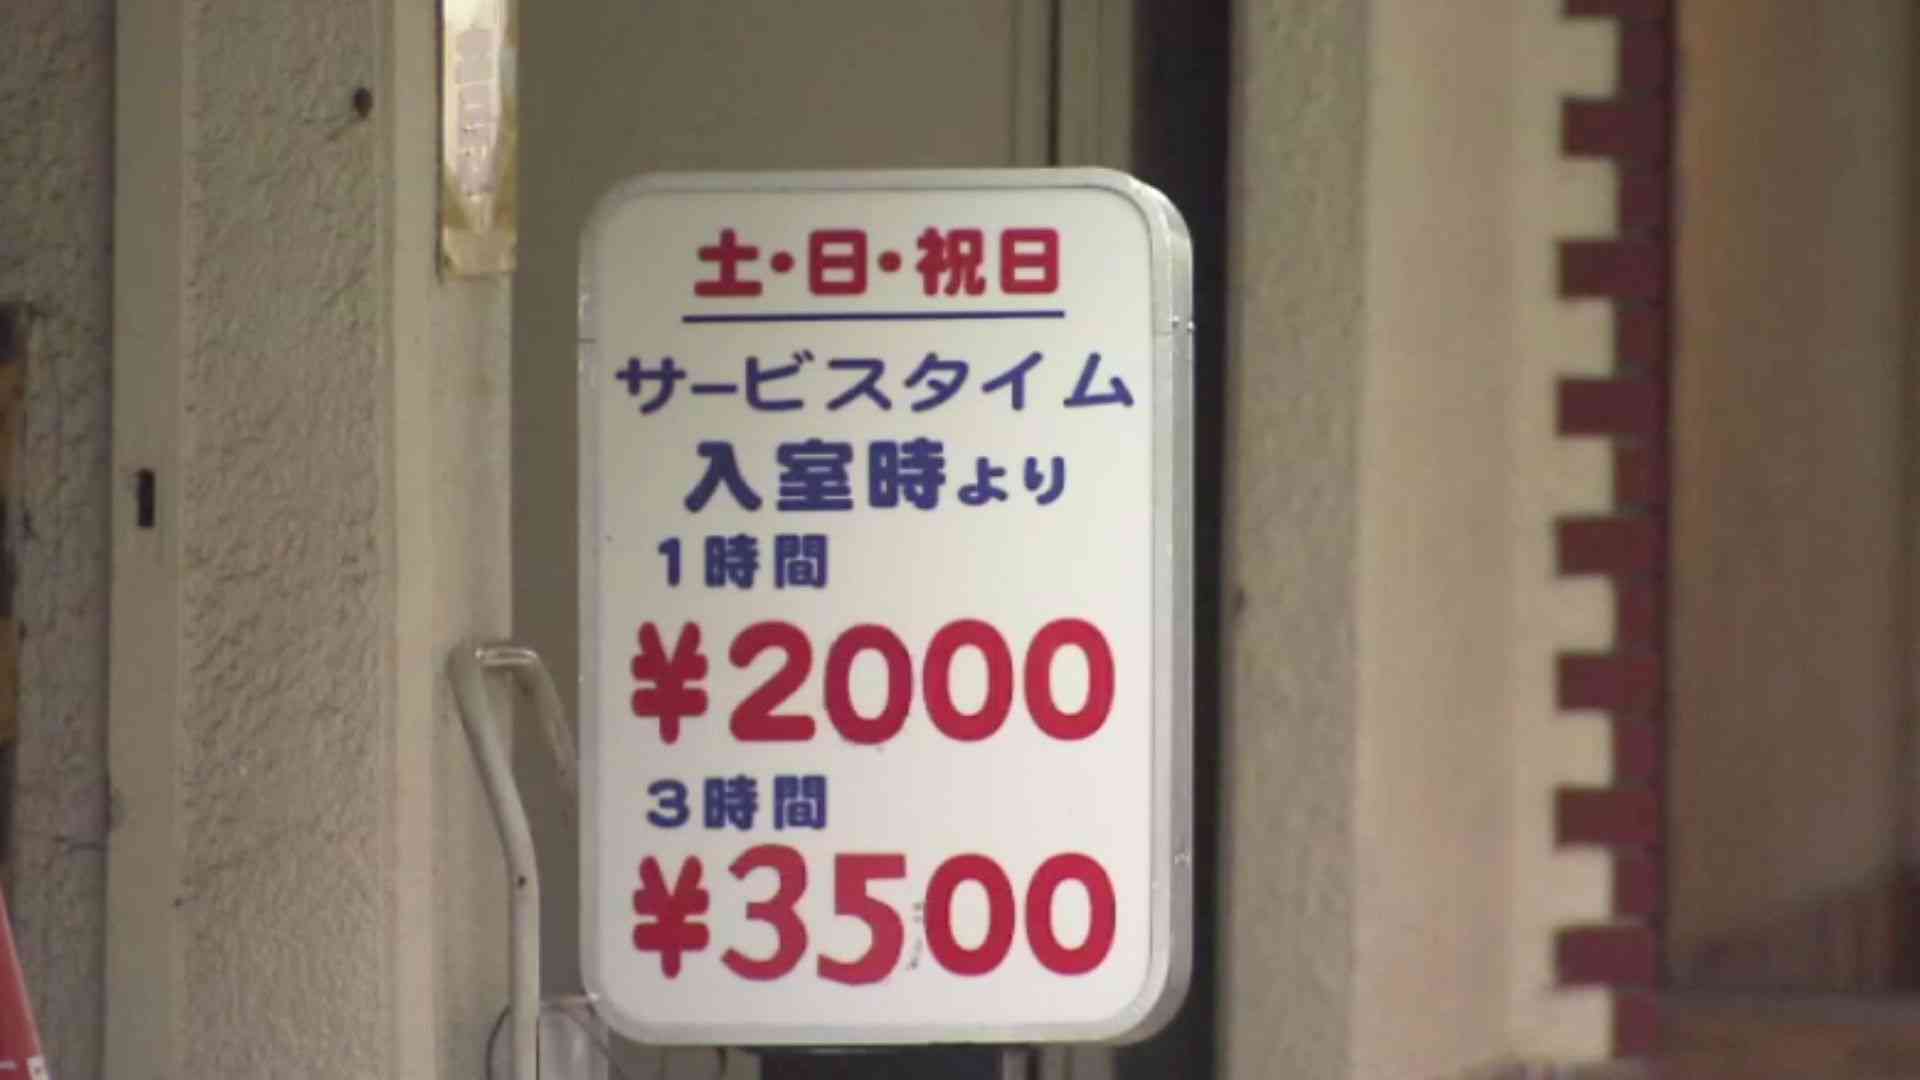 土・日・祝日
サービスタイム
入室時より
1時間
¥2000
3時間
¥3500